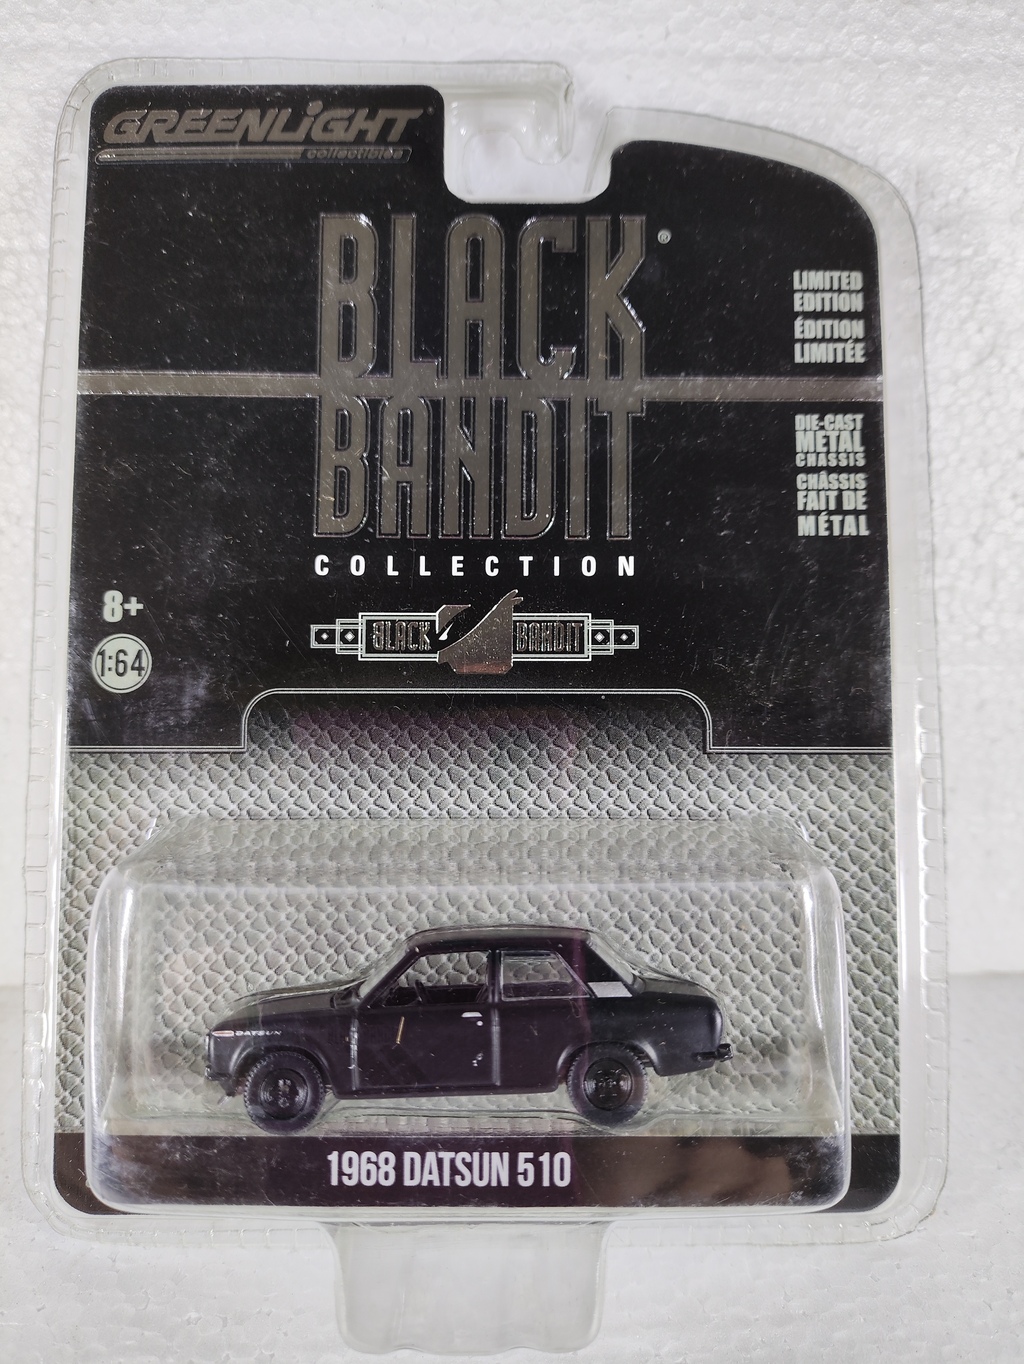 GREENLiGHT
collectibles
BLACK
BANDIT
®
COLLECTION
LIMITED
EDITION
ÉDITION
LIMITÉE
DIE-CAST
METAL
CHASSIS
CHÂSSIS
FAIT DE
MÉTAL
8+
1:64
BLACK BANDIT
DATSUN
1968 DATSUN 510